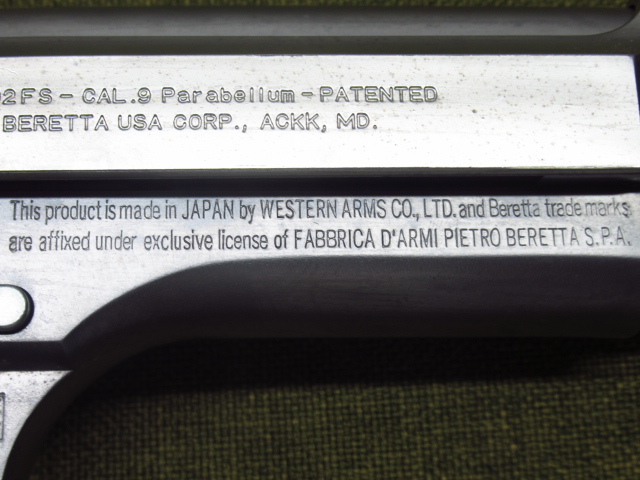 92FS - CAL.9 Parabellum - PATENTED
BERETTA USA CORP., ACKK, MD.
This product is made in JAPAN by WESTERN ARMS CO., LTD. and Beretta trade marks
are affixed under exclusive license of FABBRICA D'ARMI PIETRO BERETTA S.P.A.